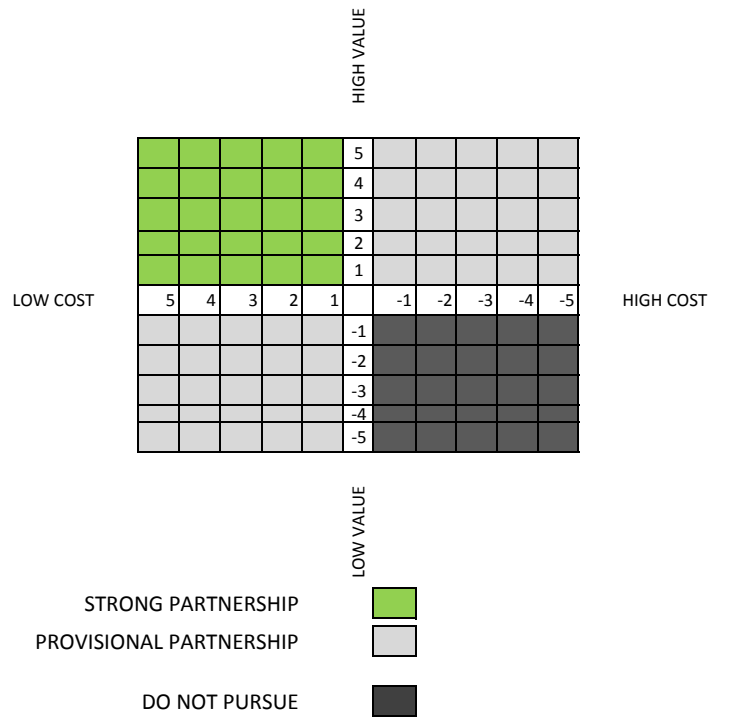 HIGH VALUE
5
4
3
2
1
LOW COST 5 4 3 2 1 -1 -2 -3 -4 -5 HIGH COST
-1
-2
-3
-4
-5
LOW VALUE
STRONG PARTNERSHIP
PROVISIONAL PARTNERSHIP
DO NOT PURSUE